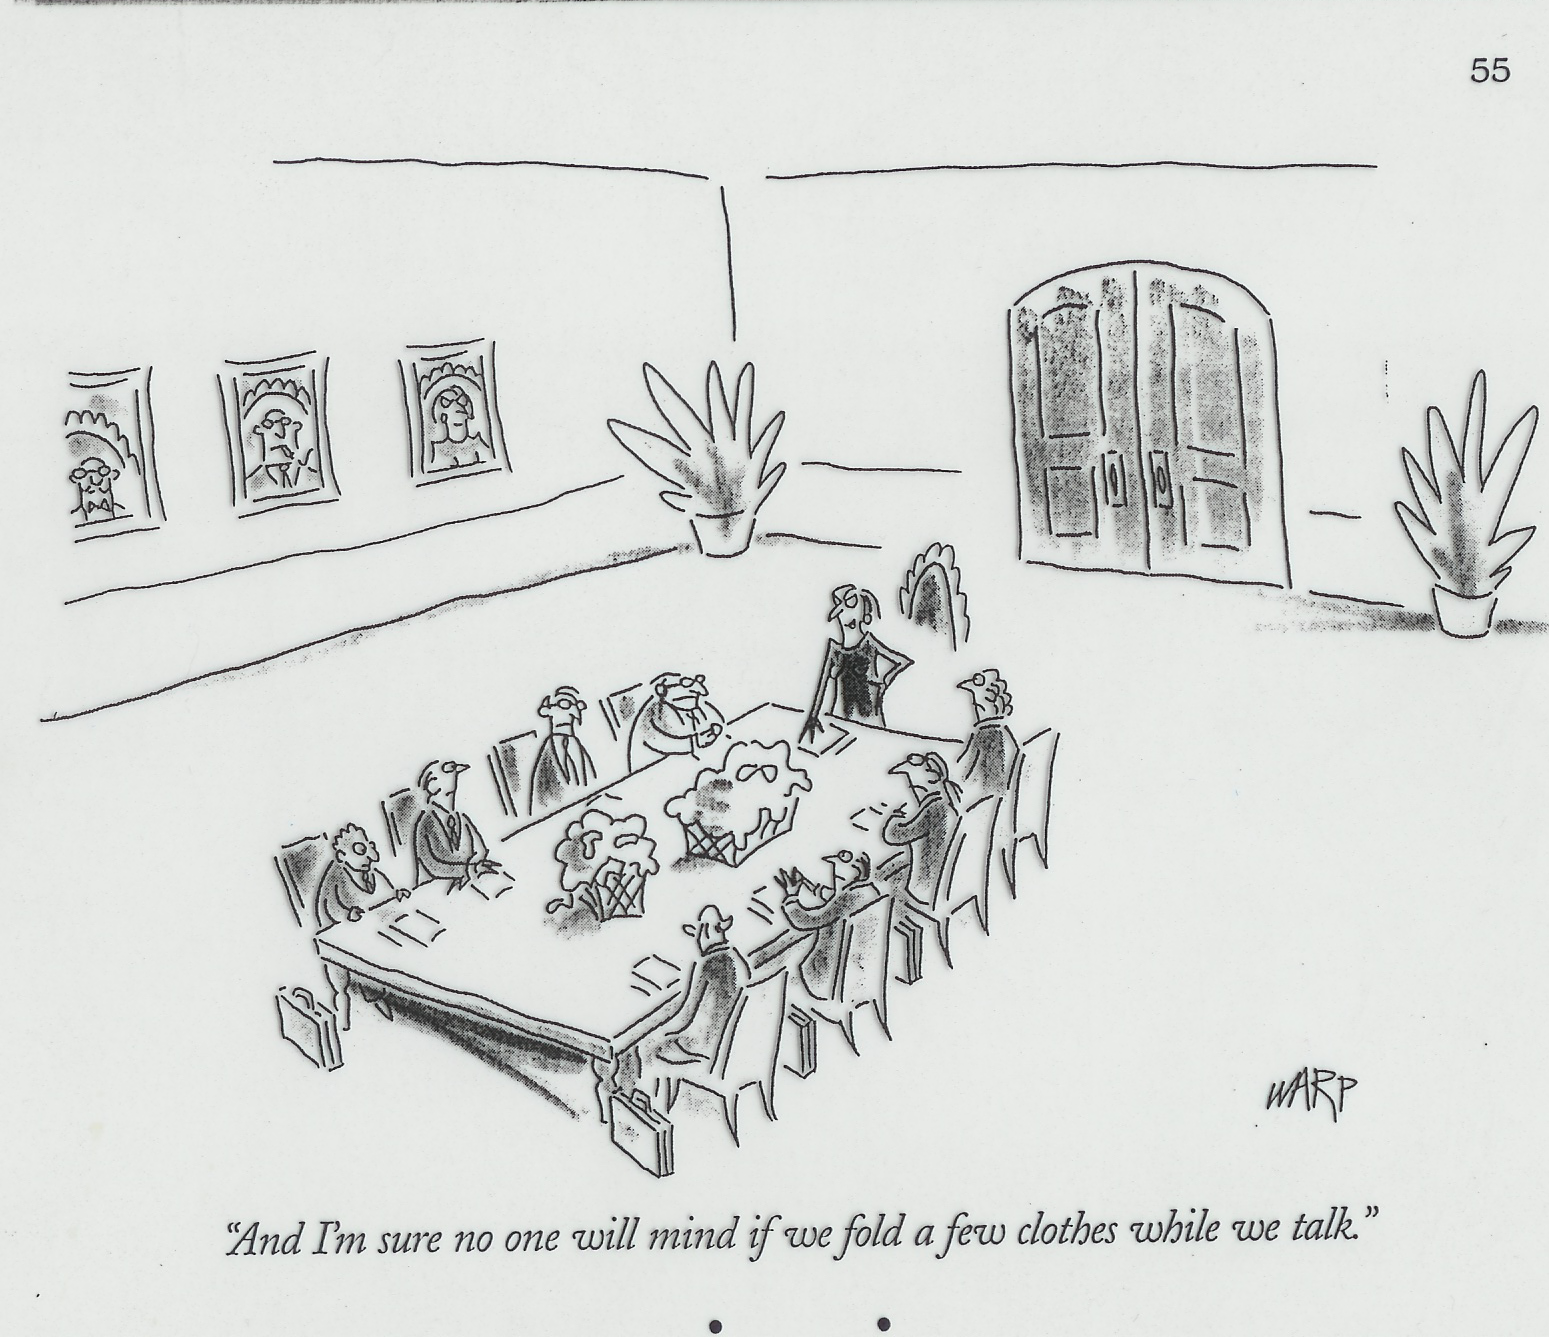 55
WARP
“And I'm sure no one will mind if we fold a few clothes while we talk.”